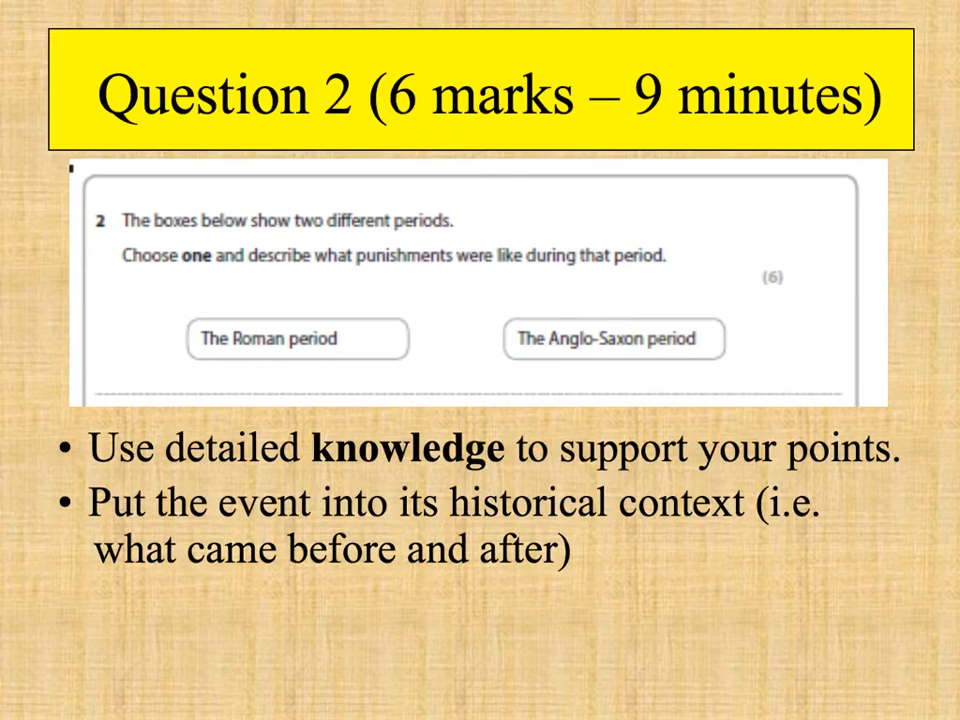 Question 2 (6 marks – 9 minutes)
2 The boxes below show two different periods.
Choose one and describe what punishments were like during that period.
(6)
The Roman period
The Anglo-Saxon period
• Use detailed knowledge to support your points.
• Put the event into its historical context (i.e.
what came before and after)